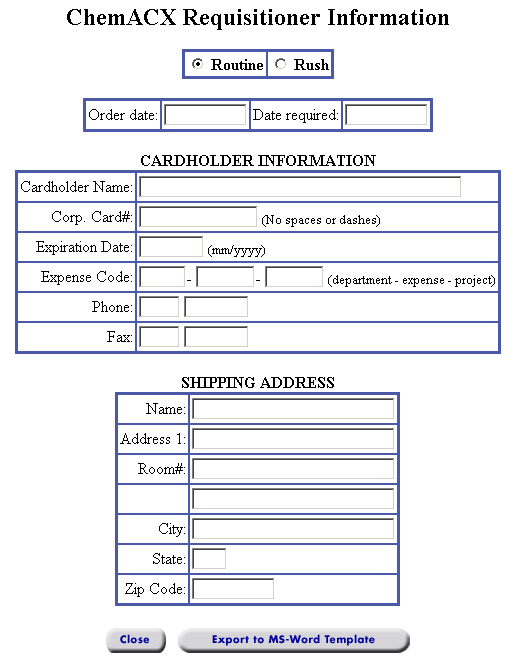 ChemACX Requisitioner Information
Routine Rush
Order date: Date required:
CARDHOLDER INFORMATION
Cardholder Name:
Corp. Card#: (No spaces or dashes)
Expiration Date: (mm/yyyy)
Expense Code: - - (department - expense - project)
Phone:
Fax:
SHIPPING ADDRESS
Name:
Address 1:
Room#:
City:
State:
Zip Code:
Close Export to MS-Word Template